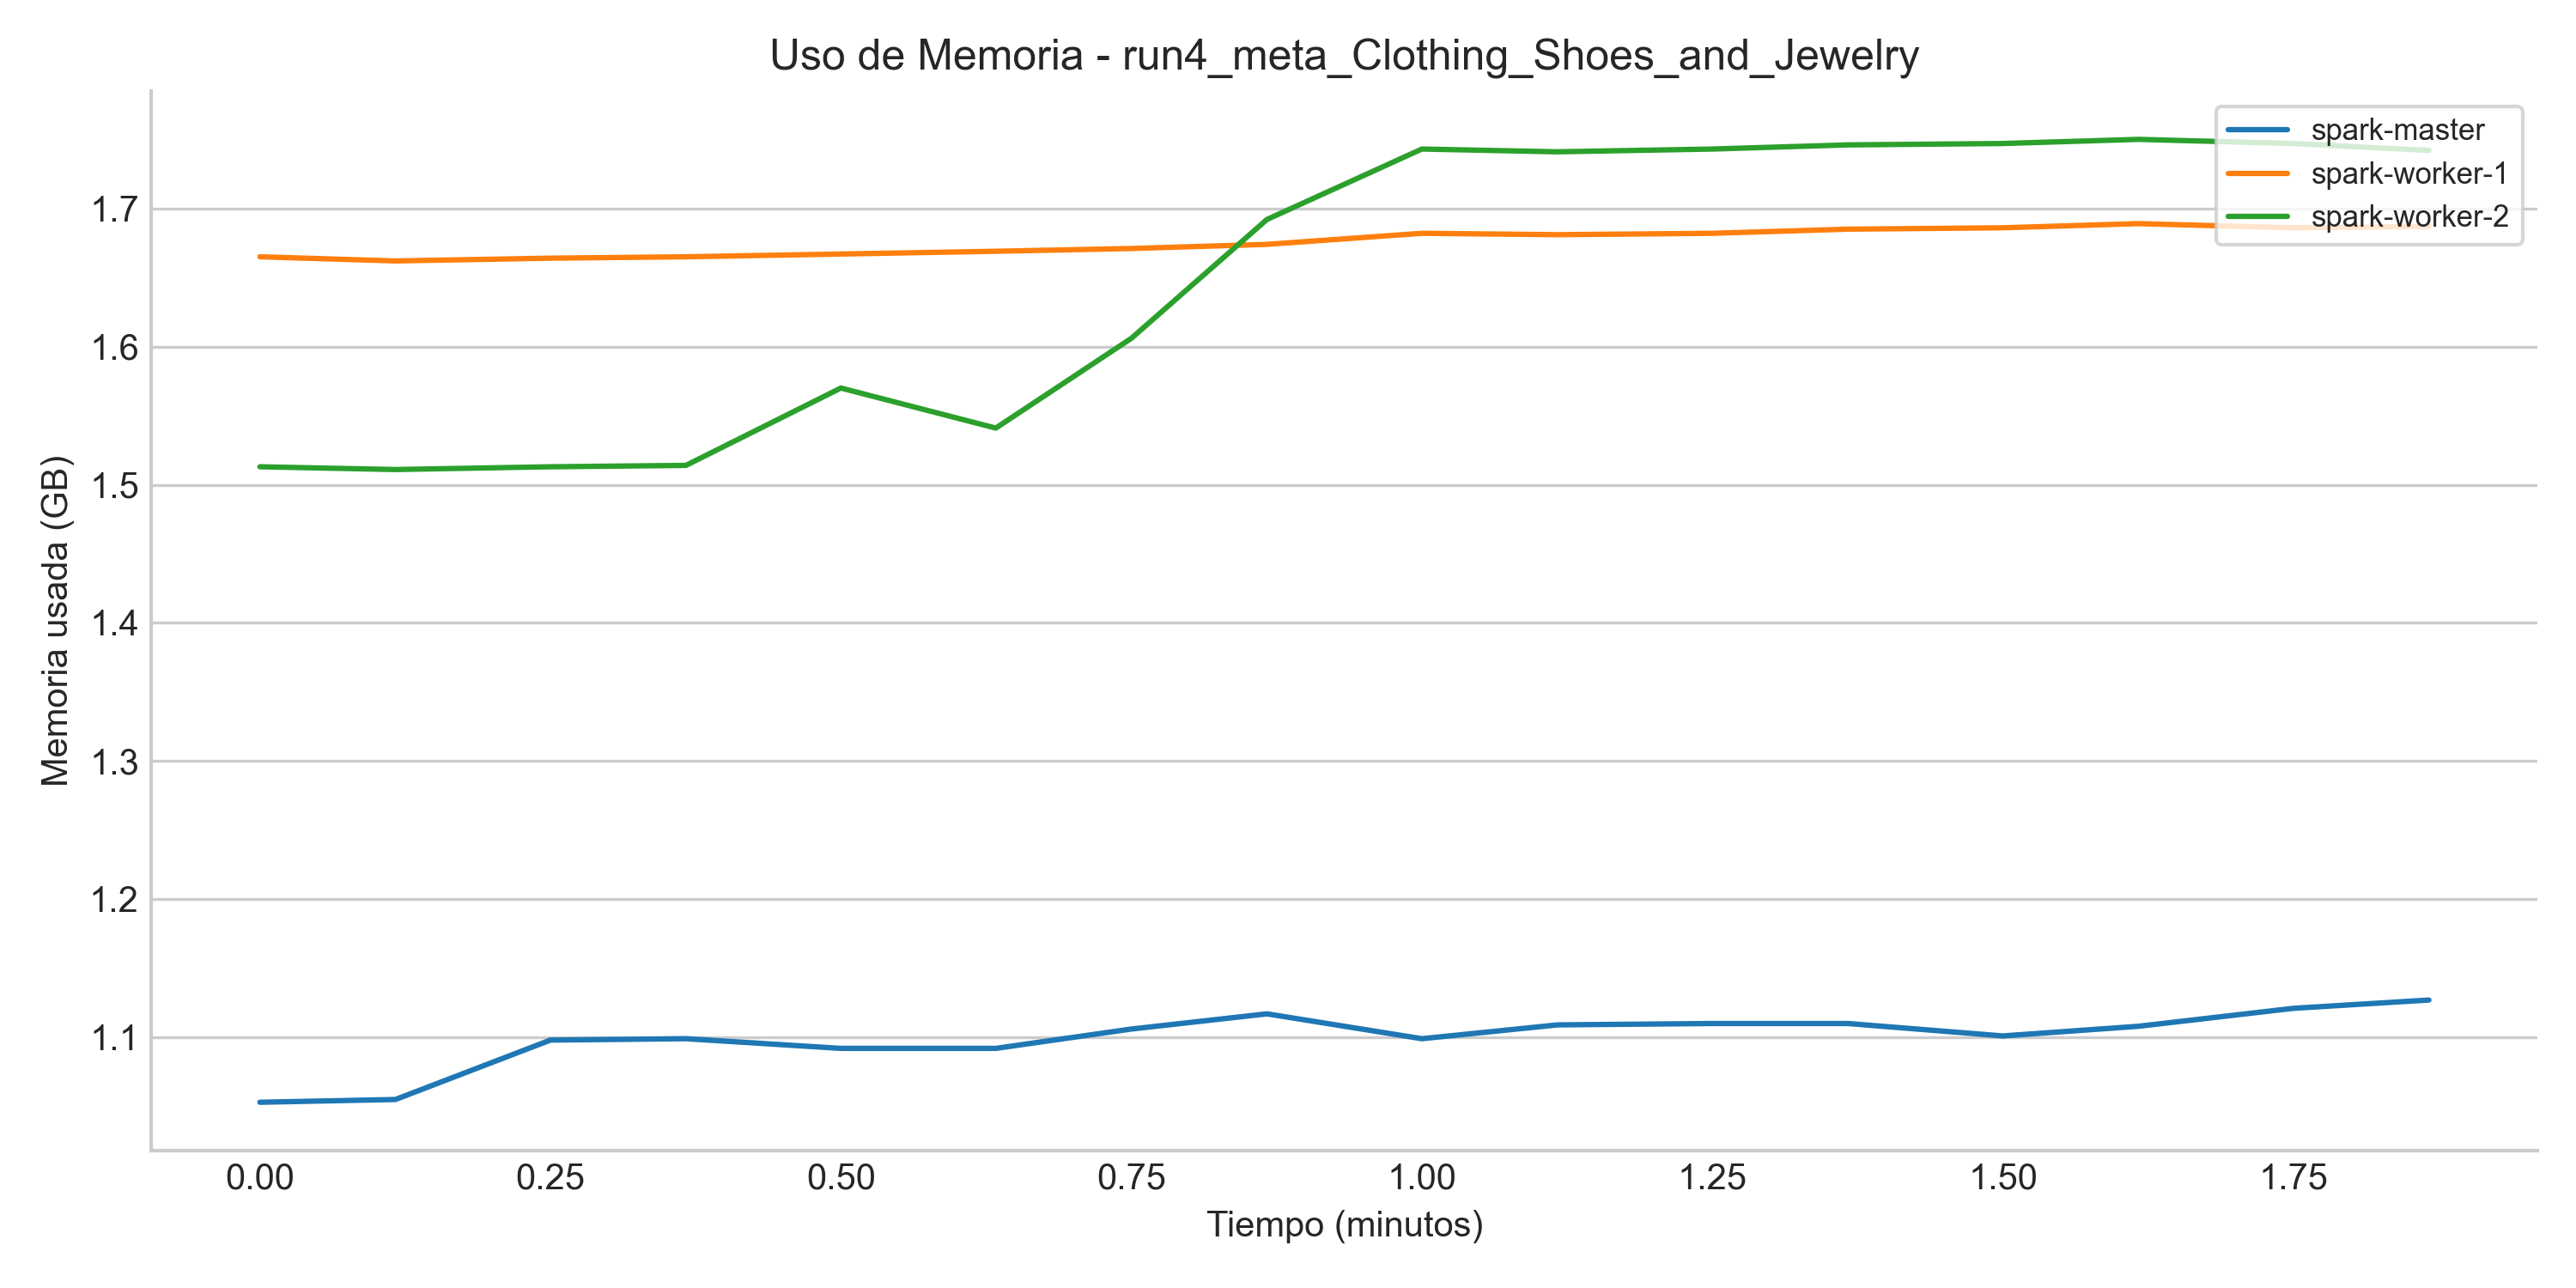 Uso de Memoria - run4_meta_Clothing_Shoes_and_Jewelry
spark-master
spark-worker-1
spark-worker-2
Memoria usada (GB)
1.7
1.6
1.5
1.4
1.3
1.2
1.1
0.00 0.25 0.50 0.75 1.00 1.25 1.50 1.75
Tiempo (minutos)